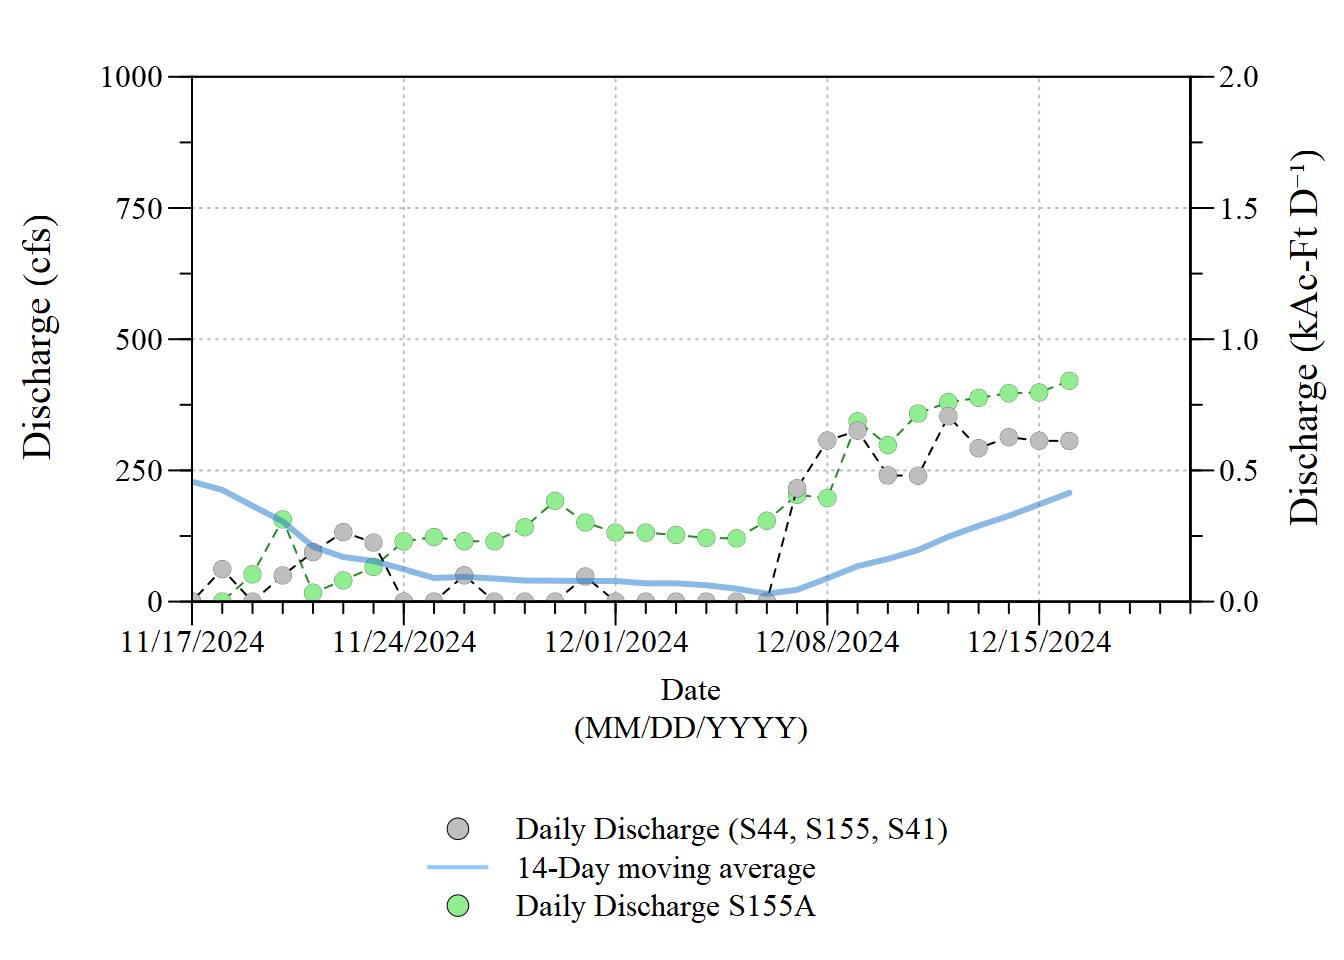 1000
750
500
250
0
Discharge (cfs)
2.0
1.5
1.0
0.5
0.0
Discharge (kAc-Ft D⁻¹)
11/17/2024 11/24/2024 12/01/2024 12/08/2024 12/15/2024
Date
(MM/DD/YYYY)
Daily Discharge (S44, S155, S41)
14-Day moving average
Daily Discharge S155A